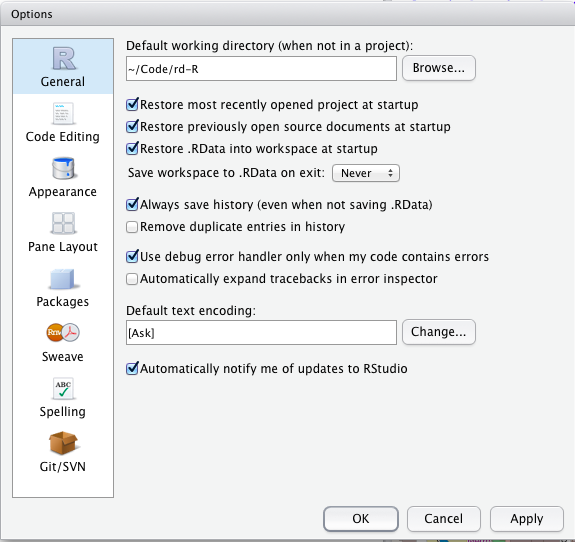 Options
General
Code Editing
Appearance
Pane Layout
Packages
Rnw
Sweave
ABC
Spelling
Git/SVN
Default working directory (when not in a project):
~/Code/rd-R
Browse...
Restore most recently opened project at startup
Restore previously open source documents at startup
Restore .RData into workspace at startup
Save workspace to .RData on exit: Never
Always save history (even when not saving .RData)
Remove duplicate entries in history
Use debug error handler only when my code contains errors
Automatically expand tracebacks in error inspector
Default text encoding:
[Ask]
Change...
Automatically notify me of updates to RStudio
OK
Cancel
Apply